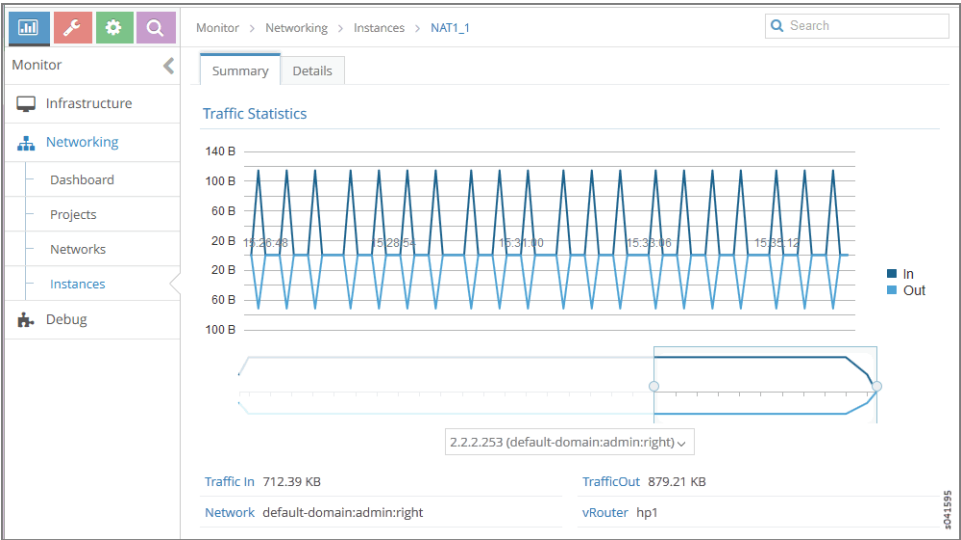 Monitor > Networking > Instances > NAT1_1
Search
Monitor
Summary
Details
Infrastructure
Networking
Dashboard
Projects
Networks
Instances
Debug
Traffic Statistics
140 B
100 B
60 B
20 B
20 B
60 B
100 B
15:26:48
15:28:54
15:31:00
15:33:06
15:35:12
In
Out
2.2.2.253 (default-domain:admin:right)
Traffic In 712.39 KB
TrafficOut 879.21 KB
Network default-domain:admin:right
vRouter hp1
s041595